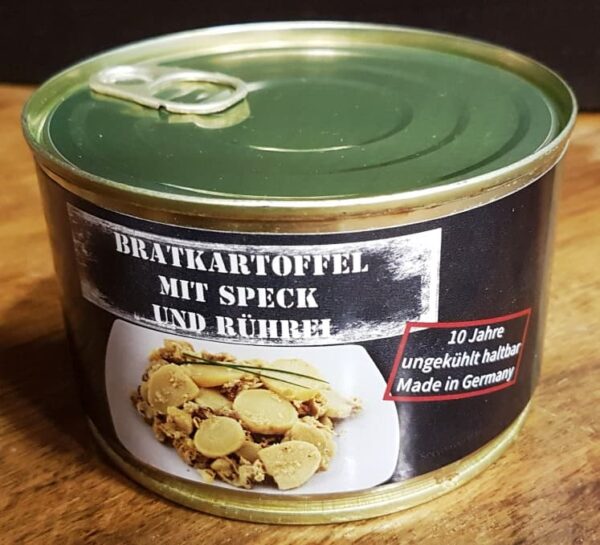 BRATKARTOFFEL
MIT SPECK
UND RÜHREI
10 Jahre
ungekühlt haltbar
Made in Germany